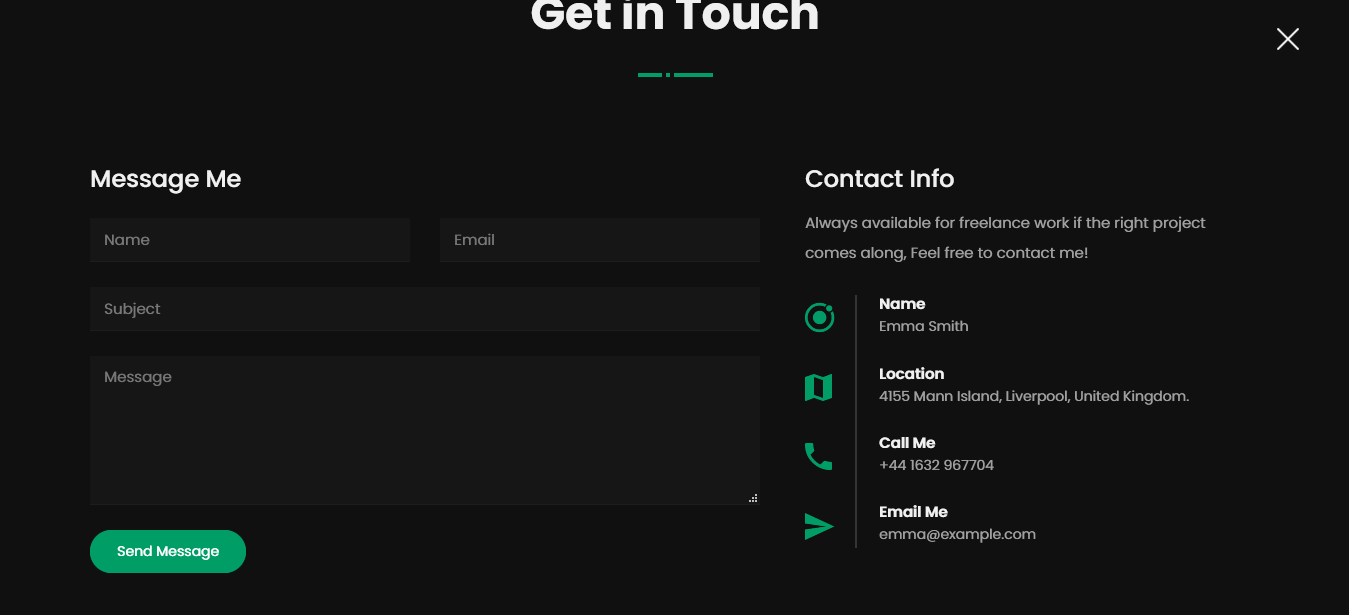 Get in Touch
Message Me
Name
Email
Subject
Message
Send Message
Contact Info
Always available for freelance work if the right project
comes along, Feel free to contact me!
Name
Emma Smith
Location
4155 Mann Island, Liverpool, United Kingdom.
Call Me
+44 1632 967704
Email Me
emma@example.com